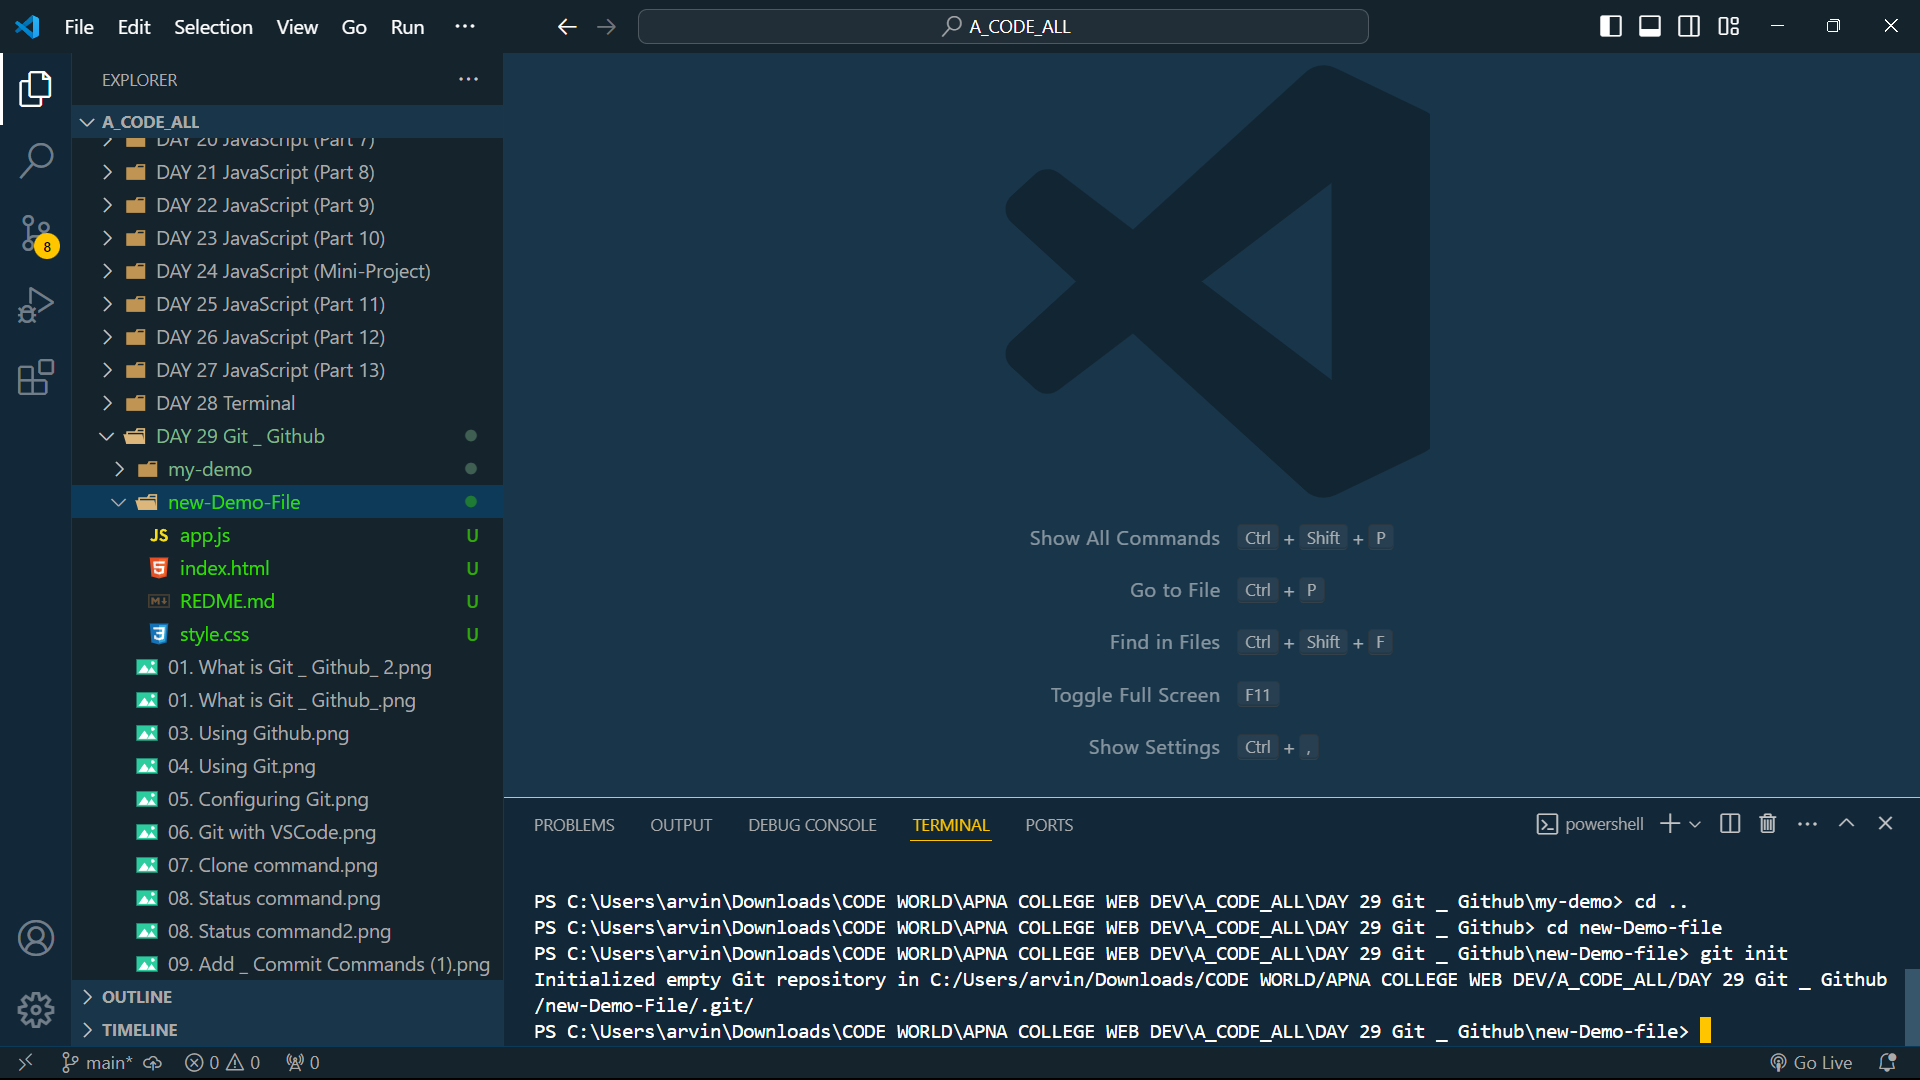 File Edit Selection View Go Run ··· A_CODE_ALL
EXPLORER ···
A_CODE_ALL
DAY 20 JavaScript (Part 7)
DAY 21 JavaScript (Part 8)
DAY 22 JavaScript (Part 9)
DAY 23 JavaScript (Part 10)
DAY 24 JavaScript (Mini-Project)
DAY 25 JavaScript (Part 11)
DAY 26 JavaScript (Part 12)
DAY 27 JavaScript (Part 13)
DAY 28 Terminal
DAY 29 Git _ Github
my-demo
new-Demo-File
JS app.js U
index.html U
REDME.md U
style.css U
01. What is Git _ Github_ 2.png
01. What is Git _ Github_.png
03. Using Github.png
04. Using Git.png
05. Configuring Git.png
06. Git with VSCode.png
07. Clone command.png
08. Status command.png
08. Status command2.png
09. Add _ Commit Commands (1).png
OUTLINE
TIMELINE
8
Show All Commands Ctrl + Shift + P
Go to File Ctrl + P
Find in Files Ctrl + Shift + F
Toggle Full Screen F11
Show Settings Ctrl + ,
PROBLEMS OUTPUT DEBUG CONSOLE TERMINAL PORTS powershell
PS C:\Users\arvin\Downloads\CODE WORLD\APNA COLLEGE WEB DEV\A_CODE_ALL\DAY 29 Git _ Github\my-demo> cd ..
PS C:\Users\arvin\Downloads\CODE WORLD\APNA COLLEGE WEB DEV\A_CODE_ALL\DAY 29 Git _ Github> cd new-Demo-file
PS C:\Users\arvin\Downloads\CODE WORLD\APNA COLLEGE WEB DEV\A_CODE_ALL\DAY 29 Git _ Github\new-Demo-file> git init
Initialized empty Git repository in C:/Users/arvin/Downloads/CODE WORLD/APNA COLLEGE WEB DEV/A_CODE_ALL/DAY 29 Git _ Github
/new-Demo-File/.git/
PS C:\Users\arvin\Downloads\CODE WORLD\APNA COLLEGE WEB DEV\A_CODE_ALL\DAY 29 Git _ Github\new-Demo-file>
main* 0 0 0 Go Live